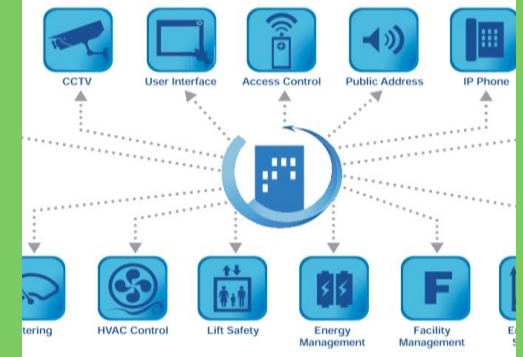 CCTV
User Interface
Access Control
Public Address
IP Phone
tering
HVAC Control
Lift Safety
Energy
Management
F
Facility
Management